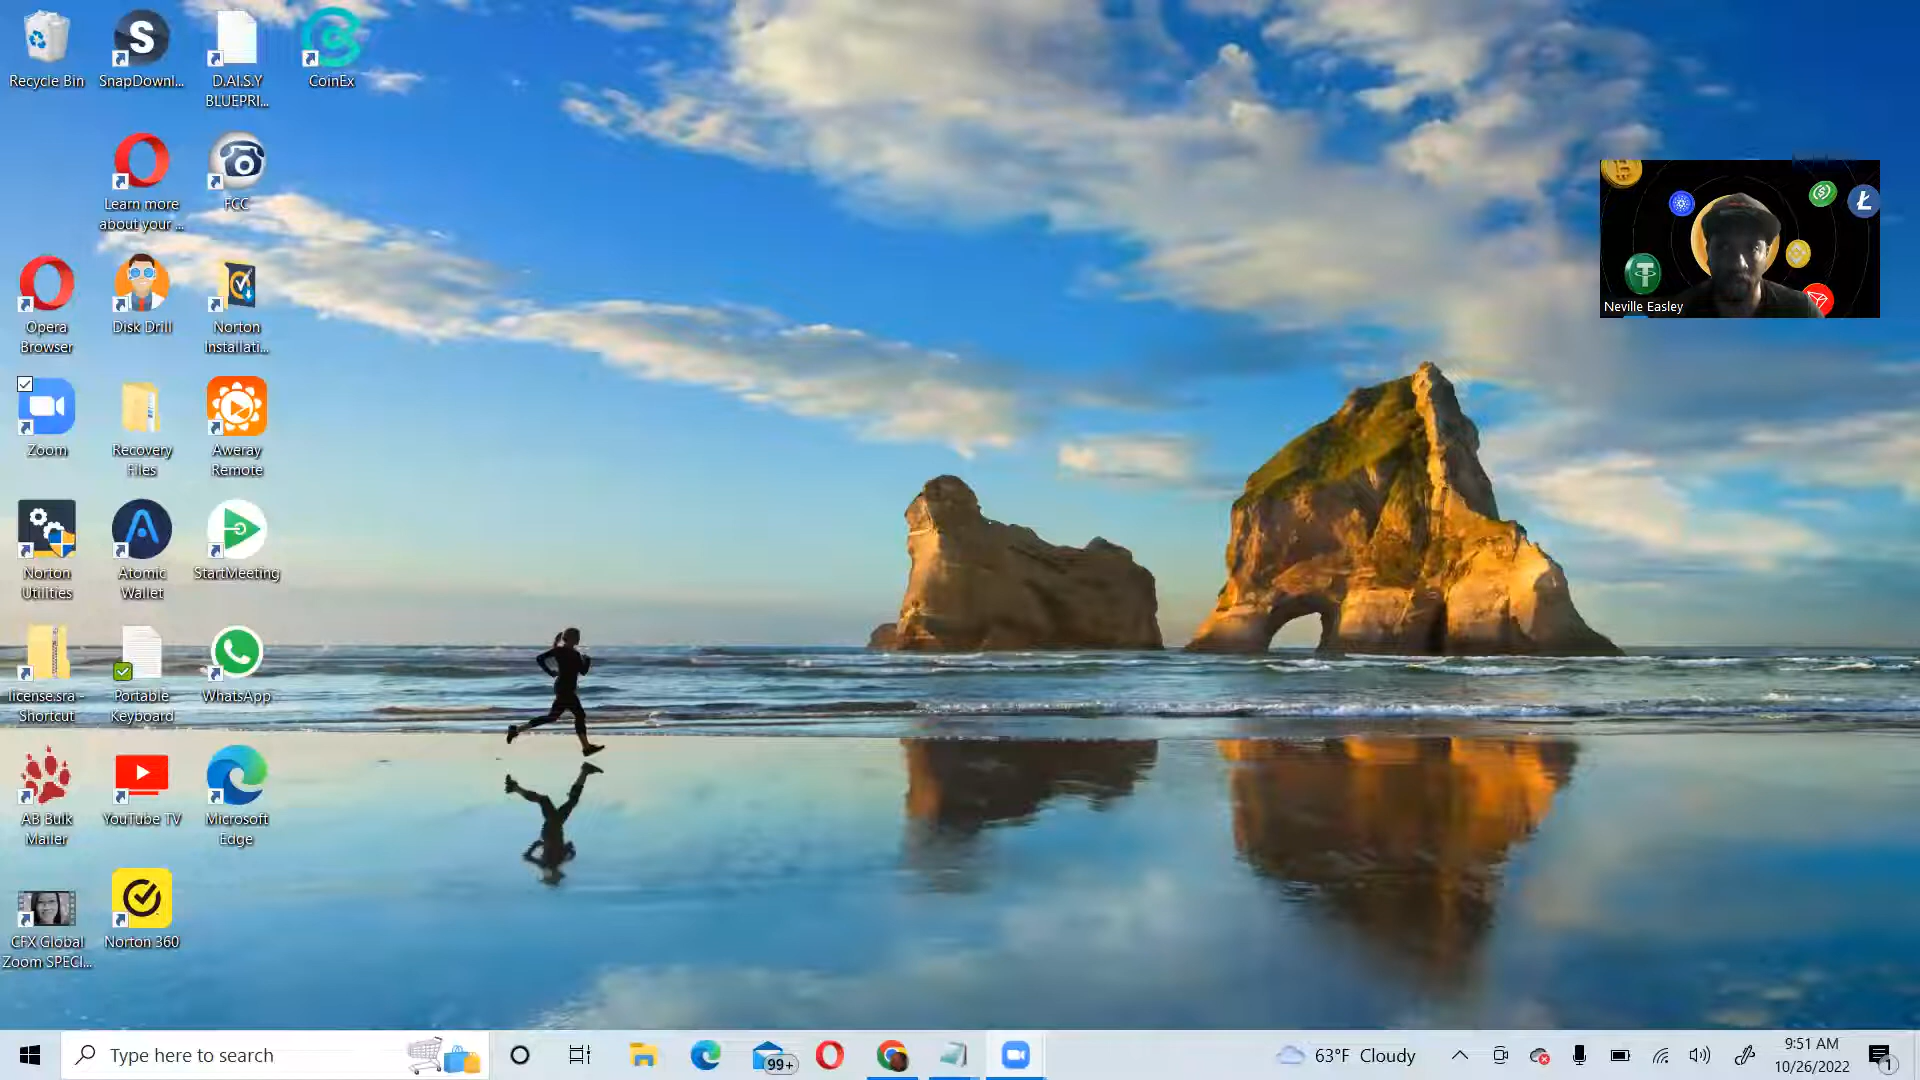 Recycle Bin
SnapDownl...
D.AI.S.Y
BLUEPRI...
CoinEx
Learn more
about your ...
FCC
Opera
Browser
Disk Drill
Norton
Installati...
Zoom
Recovery
Files
Aweray
Remote
Norton
Utilities
Atomic
Wallet
StartMeeting
license.sra -
Shortcut
Portable
Keyboard
WhatsApp
AB Bulk
Mailer
YouTube TV
Microsoft
Edge
CFX Global
Zoom SPECI...
Norton 360
Neville Easley
Type here to search
99+
63°F Cloudy
9:51 AM
10/26/2022
1